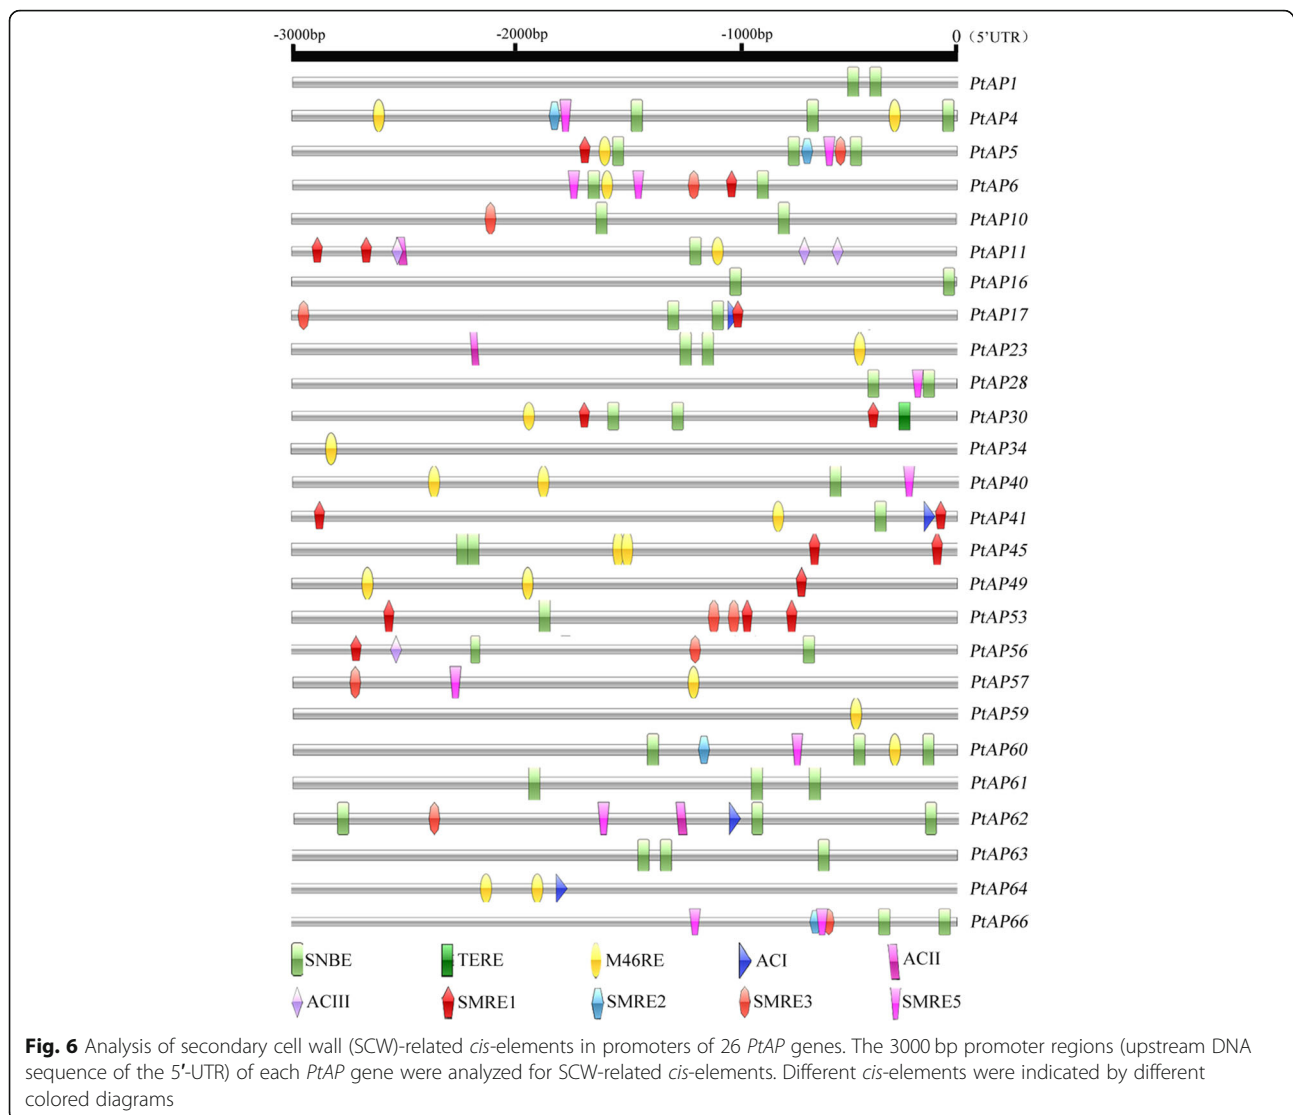 -3000bp -2000bp -1000bp 0 (5'UTR)
PtAP1
PtAP4
PtAP5
PtAP6
PtAP10
PtAP11
PtAP16
PtAP17
PtAP23
PtAP28
PtAP30
PtAP34
PtAP40
PtAP41
PtAP45
PtAP49
PtAP53
PtAP56
PtAP57
PtAP59
PtAP60
PtAP61
PtAP62
PtAP63
PtAP64
PtAP66
SNBE TERE M46RE ACI ACII
ACIII SMRE1 SMRE2 SMRE3 SMRE5
Fig. 6 Analysis of secondary cell wall (SCW)-related cis-elements in promoters of 26 PtAP genes. The 3000 bp promoter regions (upstream DNA
sequence of the 5′-UTR) of each PtAP gene were analyzed for SCW-related cis-elements. Different cis-elements were indicated by different
colored diagrams